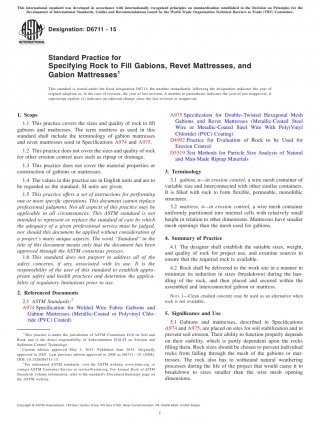 This international standard was developed in accordance with internationally recognized principles on standardization established in the Decision on Principles for the
Development of International Standards, Guides and Recommendations issued by the World Trade Organization Technical Barriers to Trade (TBT) Committee.
Designation: D6711 – 15
Standard Practice for
Specifying Rock to Fill Gabions, Revet Mattresses, and
Gabion Mattresses¹
This standard is issued under the fixed designation D6711; the number immediately following the designation indicates the year of
original adoption or, in the case of revision, the year of last revision. A number in parentheses indicates the year of last reapproval. A
superscript epsilon (ε) indicates an editorial change since the last revision or reapproval.
1. Scope
1.1 This practice covers the sizes and quality of rock to fill
gabions and mattresses. The term mattress as used in this
standard shall include the terminology of gabion mattresses
and revet mattresses used in Specifications A974 and A975.
1.2 This practice does not cover the sizes and quality of rock
for other erosion control uses such as riprap or drainage.
1.3 This practice does not cover the material properties or
construction of gabions or mattresses.
1.4 The values in this practice are in English units and are to
be regarded as the standard. SI units are given.
1.5 This practice offers a set of instructions for performing
one or more specific operations. This document cannot replace
professional judgment. Not all aspects of this practice may be
applicable in all circumstances. This ASTM standard is not
intended to represent or replace the standard of care by which
the adequacy of a given professional service must be judged,
nor should this document be applied without consideration of
a project's many unique aspects. The word "Standard" in the
title of this document means only that the document has been
approved through the ASTM consensus process.
1.6 This standard does not purport to address all of the
safety concerns, if any, associated with its use. It is the
responsibility of the user of this standard to establish appro-
priate safety and health practices and determine the applica-
bility of regulatory limitations prior to use.
2. Referenced Documents
2.1 ASTM Standards:²
A974 Specification for Welded Wire Fabric Gabions and
Gabion Mattresses (Metallic-Coated or Polyvinyl Chlo-
ride (PVC) Coated)
¹ This practice is under the jurisdiction of ASTM Committee D18 on Soil and
Rock and is the direct responsibility of Subcommittee D18.25 on Erosion and
Sediment Control Technology.
Current edition approved May 1, 2015. Published June 2015. Originally
approved in 2001. Last previous edition approved in 2008 as D6711 – 01 (2008).
DOI: 10.1520/D6711-15.
² For referenced ASTM standards, visit the ASTM website, www.astm.org, or
contact ASTM Customer Service at service@astm.org. For Annual Book of ASTM
Standards volume information, refer to the standard's Document Summary page on
the ASTM website.
A975 Specification for Double-Twisted Hexagonal Mesh
Gabions and Revet Mattresses (Metallic-Coated Steel
Wire or Metallic-Coated Steel Wire With Poly(Vinyl
Chloride) (PVC) Coating)
D4992 Practice for Evaluation of Rock to be Used for
Erosion Control
D5519 Test Methods for Particle Size Analysis of Natural
and Man-Made Riprap Materials
3. Terminology
3.1 gabion, n—in erosion control, a wire mesh container of
variable size and interconnected with other similar containers.
It is filled with rock to form flexible, permeable, monolithic
structures.
3.2 mattress, n—in erosion control, a wire mesh container
uniformly partitioned into internal cells with relatively small
height in relation to other dimensions. Mattresses have smaller
mesh openings than the mesh used for gabions.
4. Summary of Practice
4.1 The designer shall establish the suitable sizes, weight,
and quality of rock for project use, and examine sources to
ensure that the required rock is available.
4.2 Rock shall be delivered to the work site in a manner to
minimize its reduction in sizes (breakdown) during the han-
dling of the rock, and then placed and secured within the
assembled and interconnected gabion or mattress.
NOTE 1—Clean crushed concrete may be used as an alternative when
rock is not available.
5. Significance and Use
5.1 Gabions and mattresses, described in Specifications
A974 and A975, are placed on sites for soil stabilization and to
prevent soil erosion. Their ability to function properly depends
on their stability, which is partly dependent upon the rocks
filling them. Rock sizes should be chosen to prevent individual
rocks from falling through the mesh of the gabions or mat-
tresses. The rock also has to withstand natural weathering
processes during the life of the project that would cause it to
breakdown to sizes smaller than the wire mesh opening
dimensions.
Copyright © ASTM International, 100 Barr Harbor Drive, PO Box C700, West Conshohocken, PA 19428-2959. United States
1